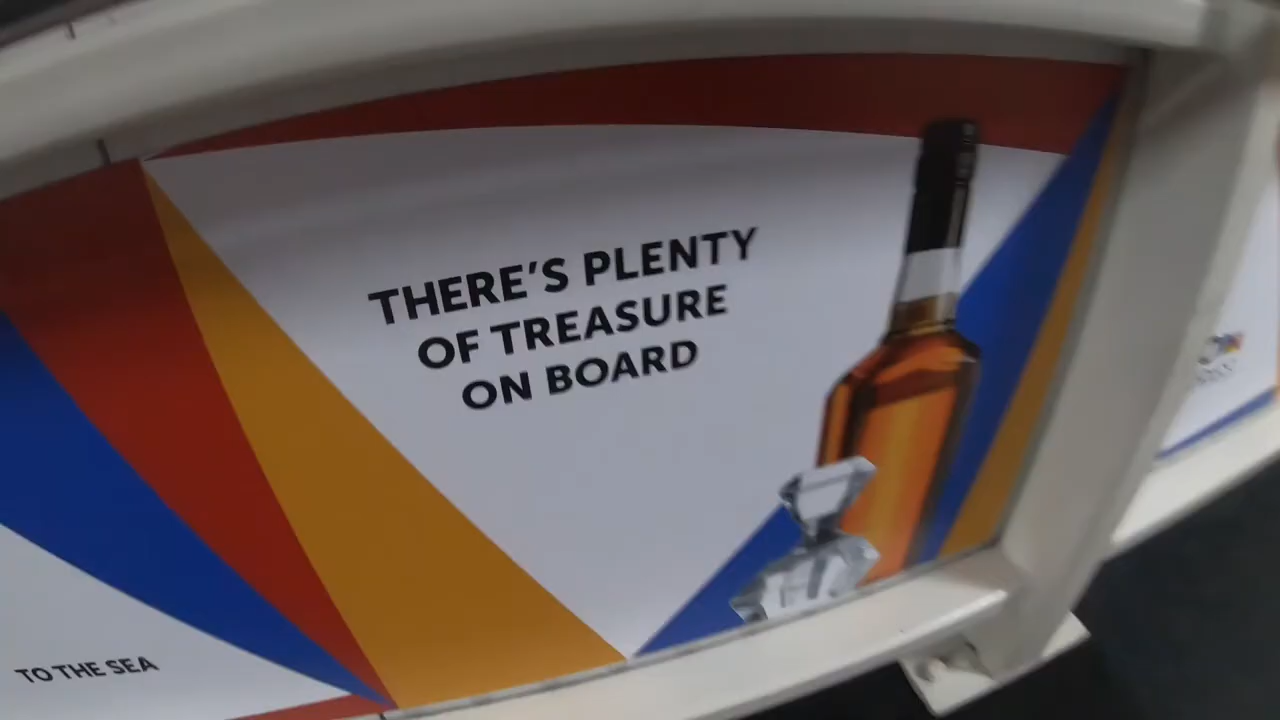 THERE'S PLENTY
OF TREASURE
ON BOARD
TO THE SEA